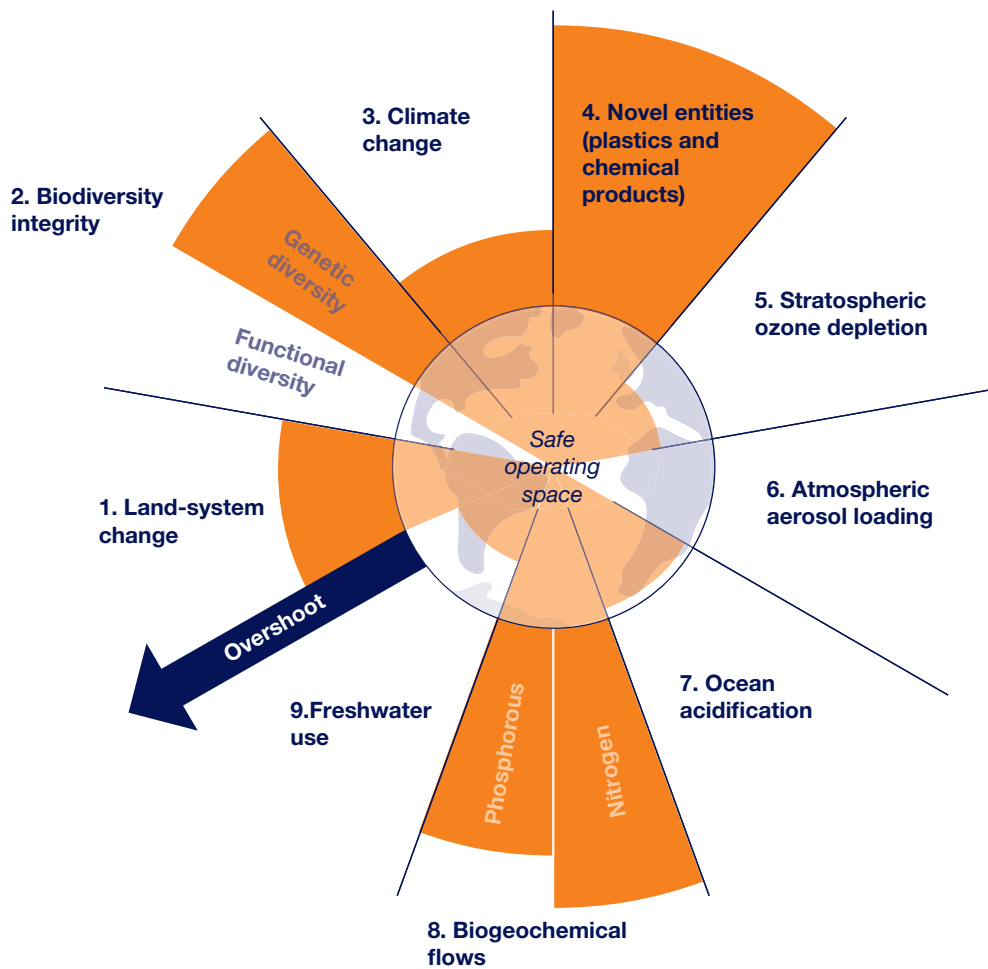 3. Climate
change
4. Novel entities
(plastics and
chemical
products)
2. Biodiversity
integrity
Genetic
diversity
Functional
diversity
5. Stratospheric
ozone depletion
Safe
operating
space
1. Land-system
change
6. Atmospheric
aerosol loading
Overshoot
9.Freshwater
use
Phosphorous
Nitrogen
7. Ocean
acidification
8. Biogeochemical
flows